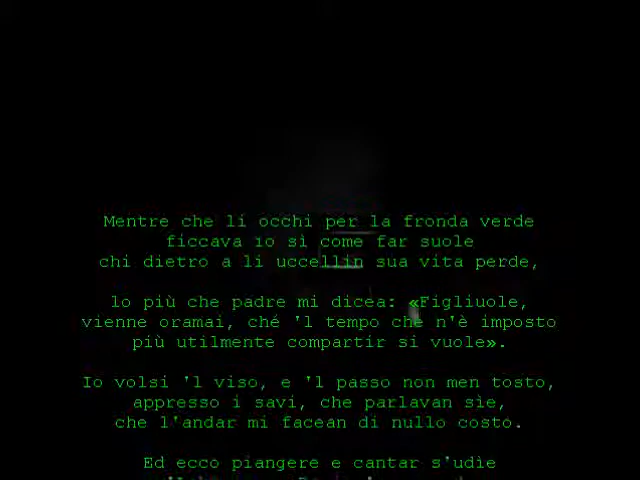 Mentre che li occhi per la fronda verde
ficcava ïo sì come far suole
chi dietro a li uccellin sua vita perde,
lo più che padre mi dicea: «Figliuole,
vienne oramai, ché 'l tempo che n'è imposto
più utilmente compartir si vuole».
Io volsi 'l viso, e 'l passo non men tosto,
appresso i savi, che parlavan sìe,
che l'andar mi facean di nullo costo.
Ed ecco piangere e cantar s'udìe